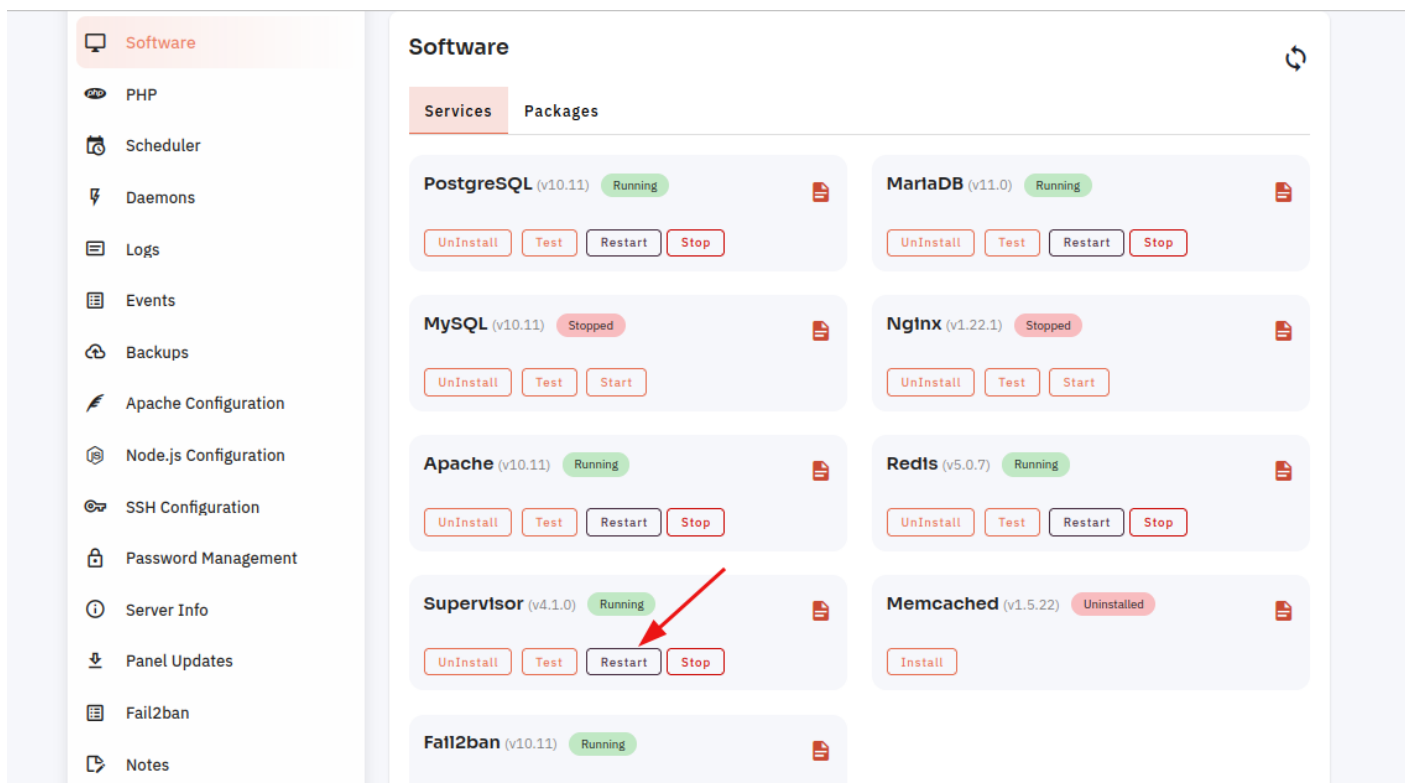 Software
PHP
Scheduler
Daemons
Logs
Events
Backups
Apache Configuration
Node.js Configuration
SSH Configuration
Password Management
Server Info
Panel Updates
Fail2ban
Notes
Software
Services Packages
PostgreSQL (v10.11) Running
UnInstall Test Restart Stop
MariaDB (v11.0) Running
UnInstall Test Restart Stop
MySQL (v10.11) Stopped
UnInstall Test Start
Nginx (v1.22.1) Stopped
UnInstall Test Start
Apache (v10.11) Running
UnInstall Test Restart Stop
Redis (v5.0.7) Running
UnInstall Test Restart Stop
Supervisor (v4.1.0) Running
UnInstall Test Restart Stop
Memcached (v1.5.22) Uninstalled
Install
Fail2ban (v10.11) Running